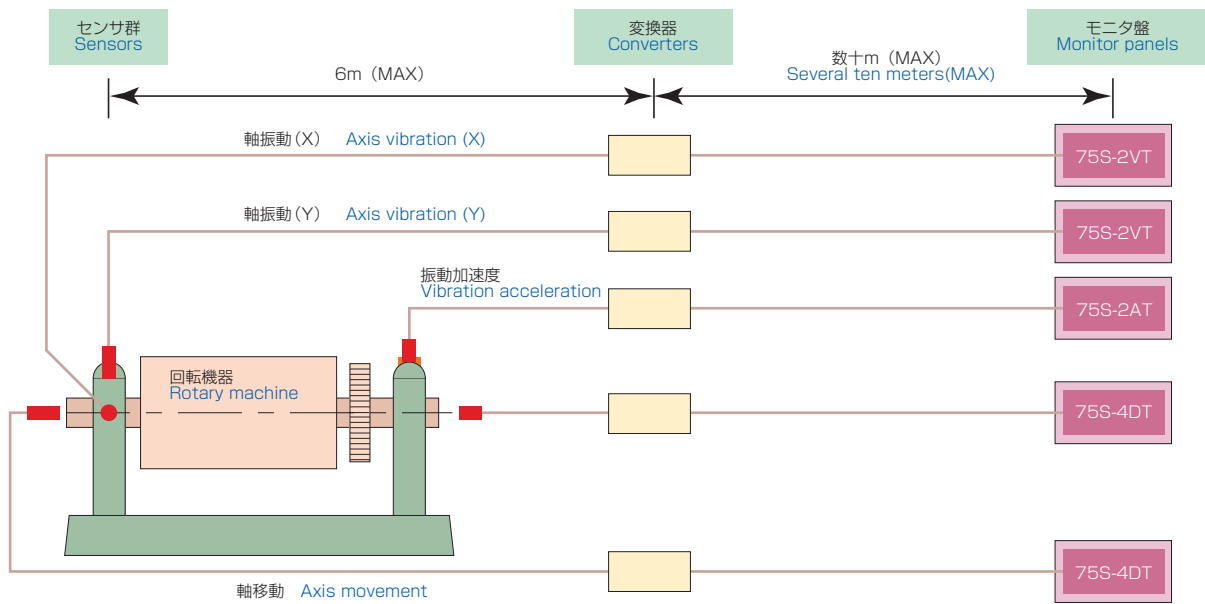 センサ群
Sensors
変換器
Converters
モニタ盤
Monitor panels
6m（MAX）
数十m（MAX）
Several ten meters(MAX)
軸振動（X） Axis vibration (X)
75S-2VT
軸振動（Y） Axis vibration (Y)
75S-2VT
振動加速度
Vibration acceleration
75S-2AT
回転機器
Rotary machine
75S-4DT
75S-4DT
軸移動 Axis movement